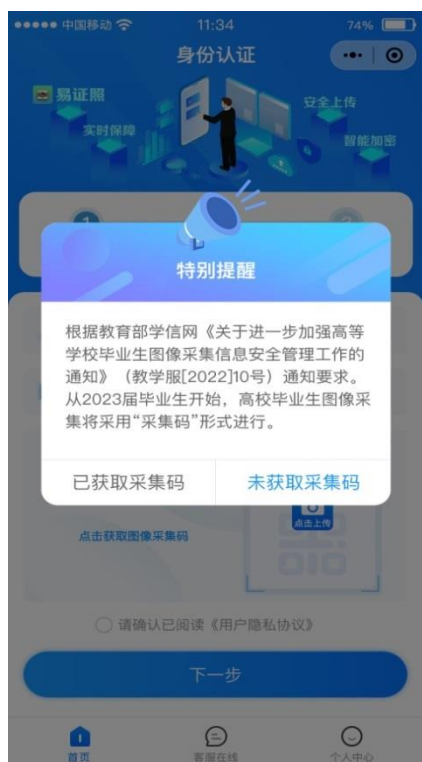 中国移动 11:34 74%
身份认证
易证照
安全上传
实时保障
智能加密
特别提醒
根据教育部学信网《关于进一步加强高等
学校毕业生图像采集信息安全管理工作的
通知》（教学服[2022]10号）通知要求。
从2023届毕业生开始，高校毕业生图像采
集将采用“采集码”形式进行。
已获取采集码 未获取采集码
点击上传
点击获取图像采集码
请确认已阅读《用户隐私协议》
下一步
首页 客服在线 个人中心